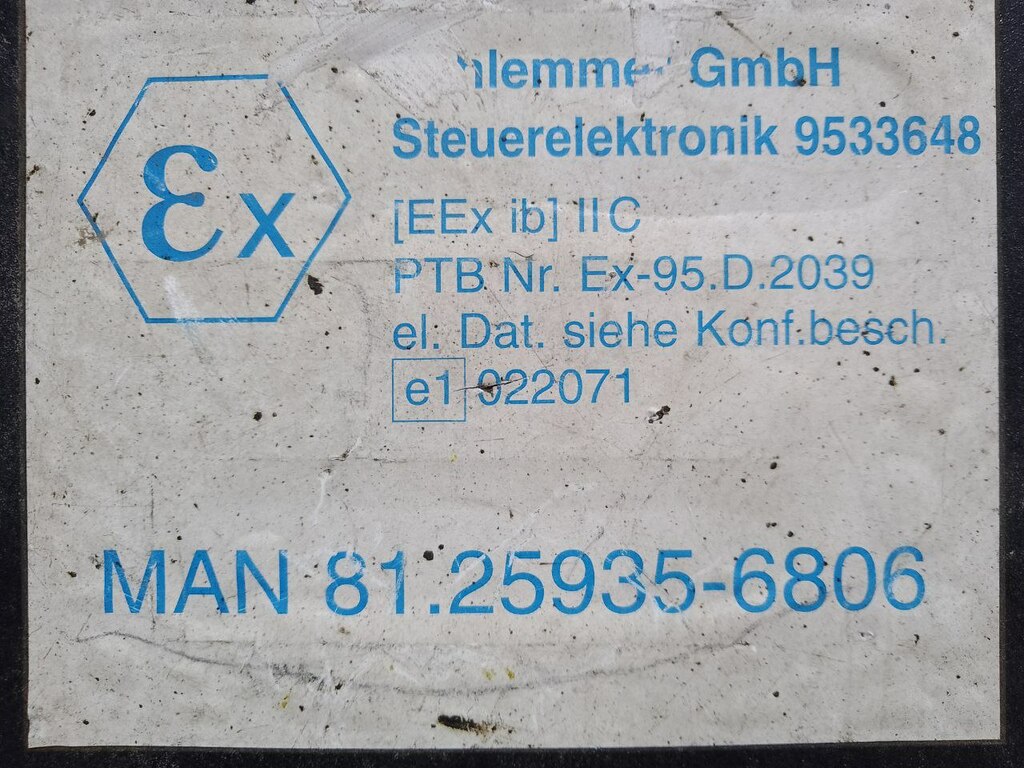 GmbH
Steuerelektronik 9533648
εx
[EEx ib] IIC
PTB Nr. Ex-95.D.2039
el. Dat. siehe Konf.besch.
e1 022071
MAN 81.25935-6806